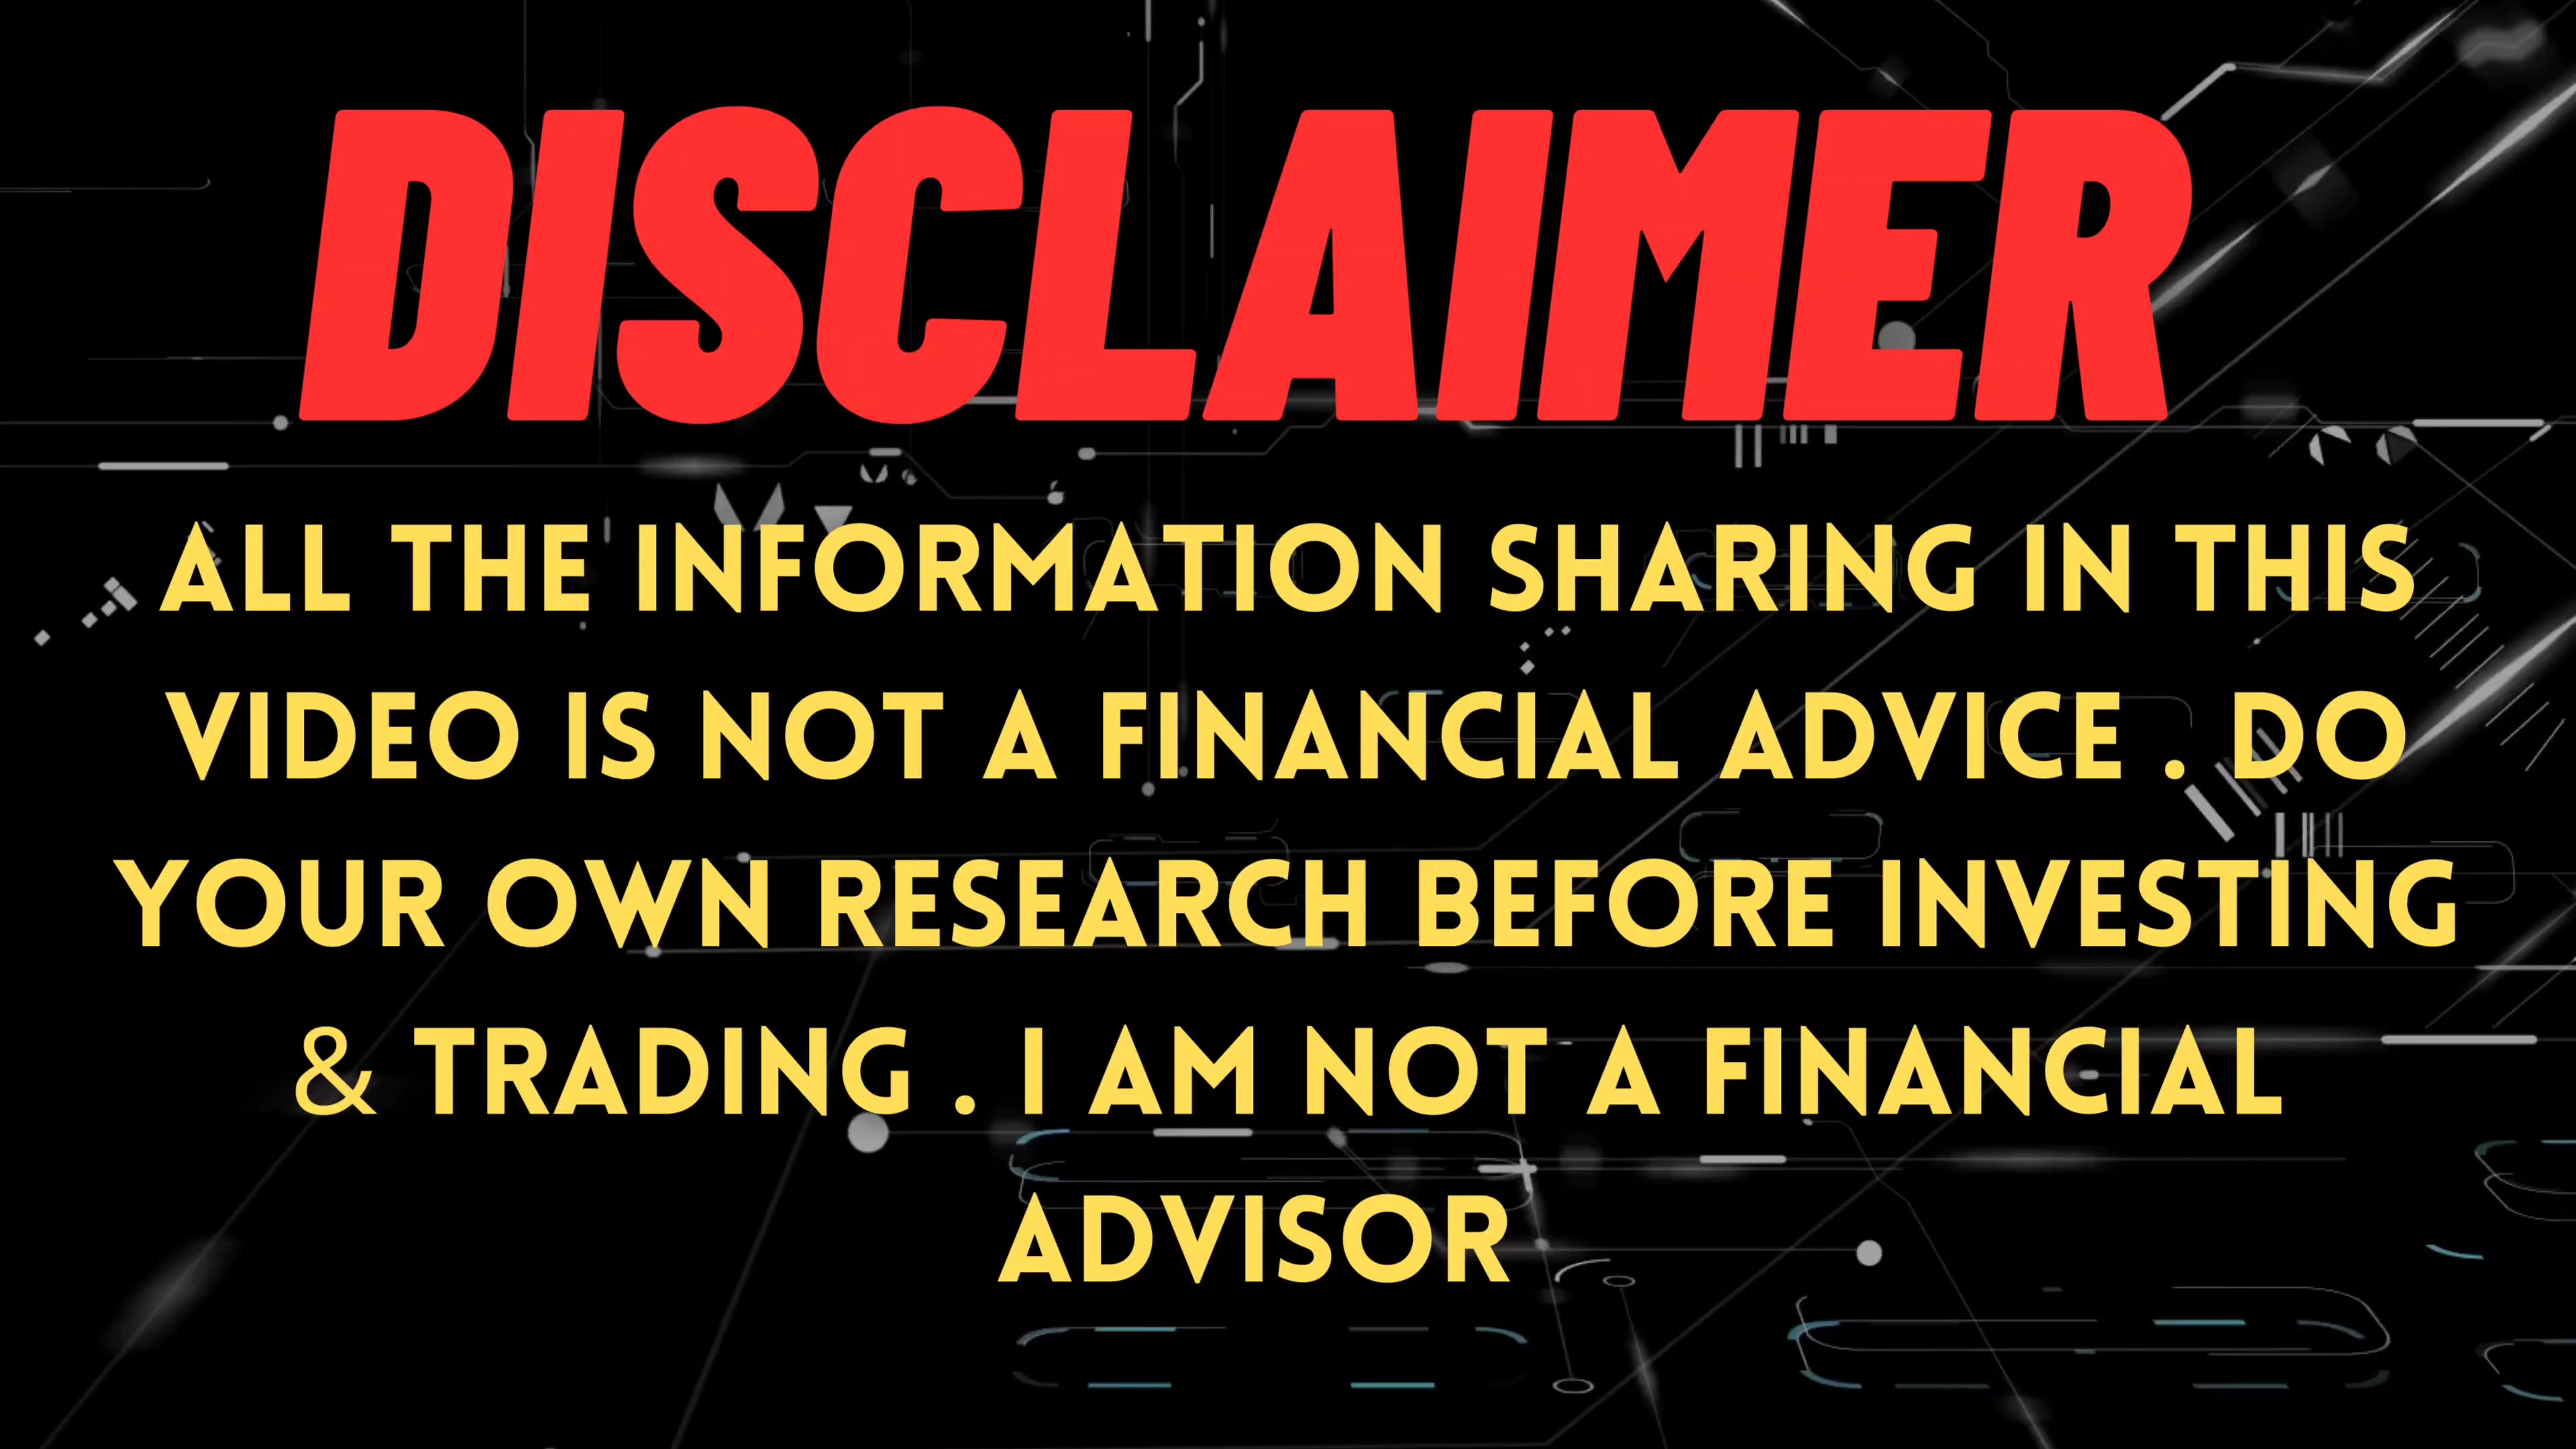 DISCLAIMER
ALL THE INFORMATION SHARING IN THIS
VIDEO IS NOT A FINANCIAL ADVICE . DO
YOUR OWN RESEARCH BEFORE INVESTING
& TRADING . I AM NOT A FINANCIAL
ADVISOR